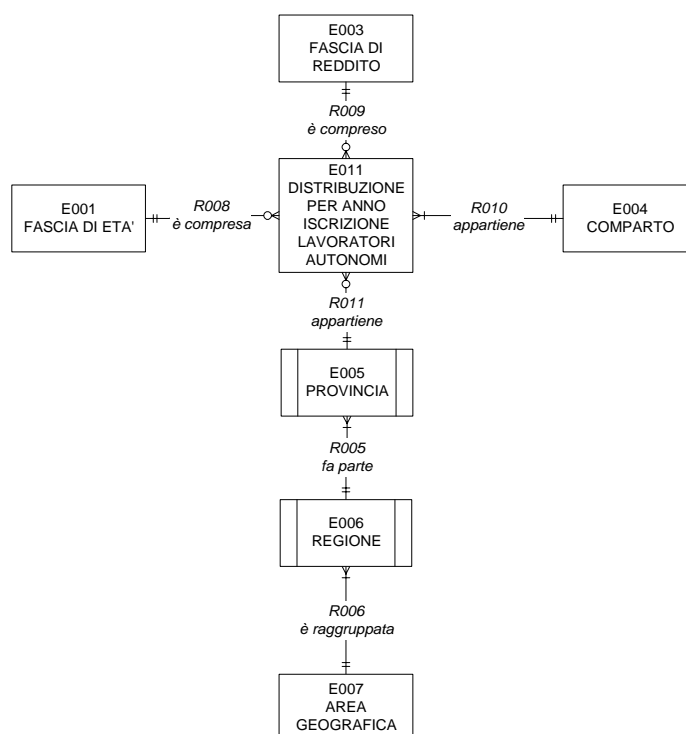 E003
FASCIA DI
REDDITO
R009
è compreso
E011
DISTRIBUZIONE
PER ANNO
ISCRIZIONE
LAVORATORI
AUTONOMI
E001
FASCIA DI ETA'
R008
è compresa
R010
appartiene
E004
COMPARTO
R011
appartiene
E005
PROVINCIA
R005
fa parte
E006
REGIONE
R006
è raggruppata
E007
AREA
GEOGRAFICA